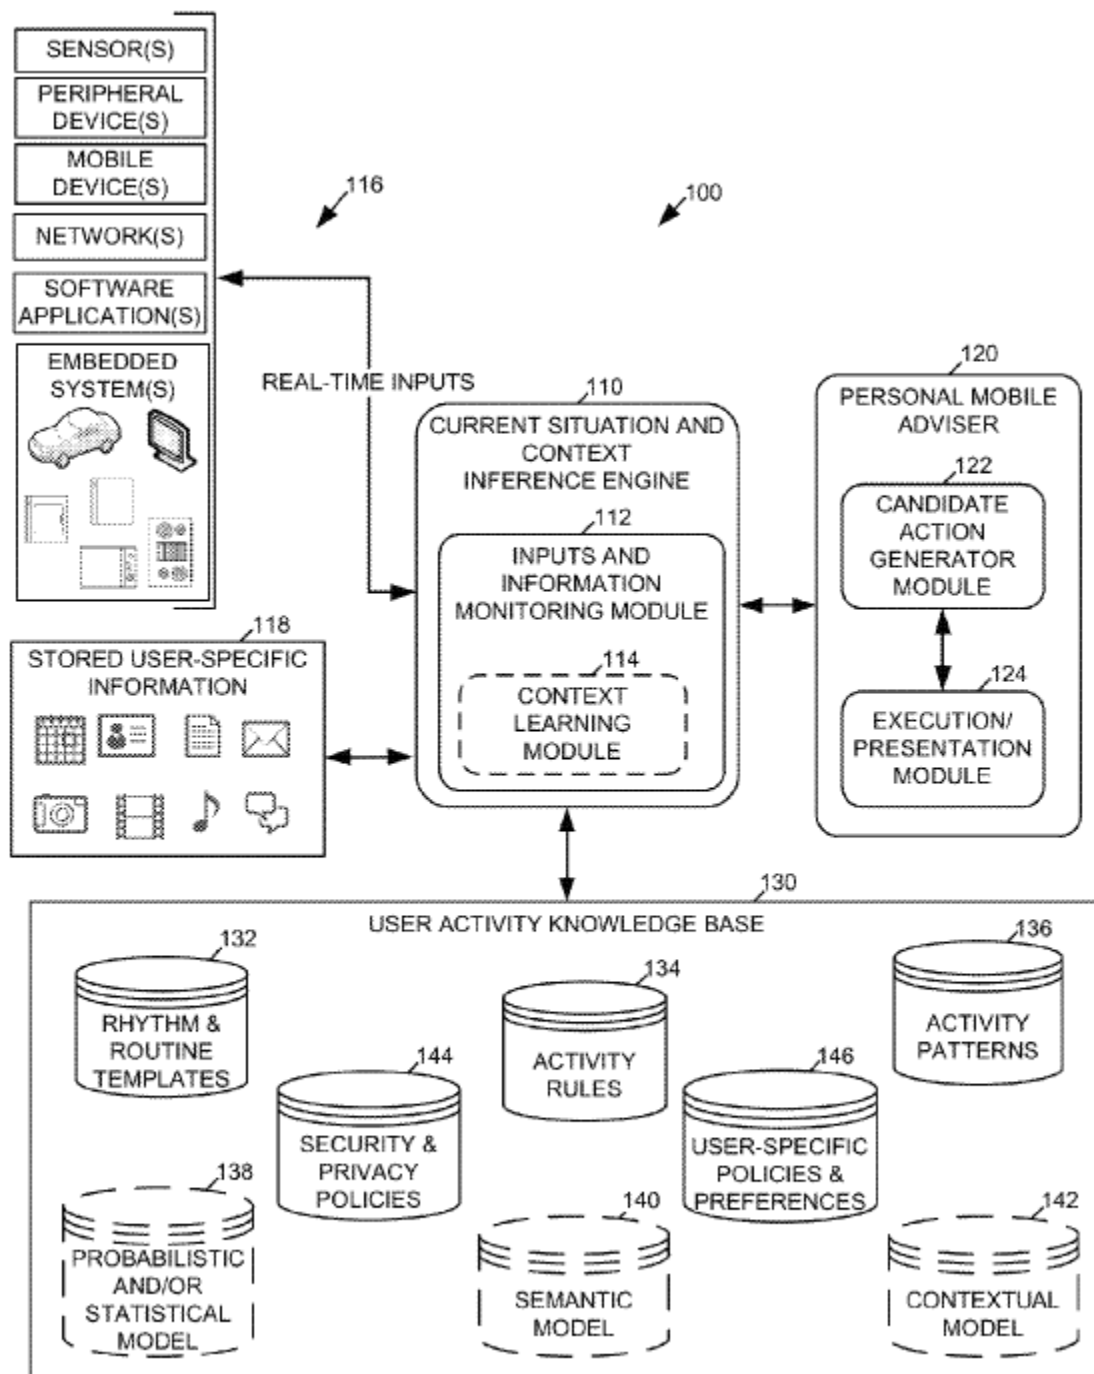 SENSOR(S)
PERIPHERAL
DEVICE(S)
MOBILE
DEVICE(S)
NETWORK(S)
SOFTWARE
APPLICATION(S)
EMBEDDED
SYSTEM(S)
116
100
REAL-TIME INPUTS
110
CURRENT SITUATION AND
CONTEXT
INFERENCE ENGINE
112
INPUTS AND
INFORMATION
MONITORING MODULE
114
CONTEXT
LEARNING
MODULE
120
PERSONAL MOBILE
ADVISER
122
CANDIDATE
ACTION
GENERATOR
MODULE
124
EXECUTION/
PRESENTATION
MODULE
118
STORED USER-SPECIFIC
INFORMATION
130
USER ACTIVITY KNOWLEDGE BASE
132
RHYTHM &
ROUTINE
TEMPLATES
134
ACTIVITY
RULES
136
ACTIVITY
PATTERNS
144
SECURITY &
PRIVACY
POLICIES
146
USER-SPECIFIC
POLICIES &
PREFERENCES
138
PROBABILISTIC
AND/OR
STATISTICAL
MODEL
140
SEMANTIC
MODEL
142
CONTEXTUAL
MODEL